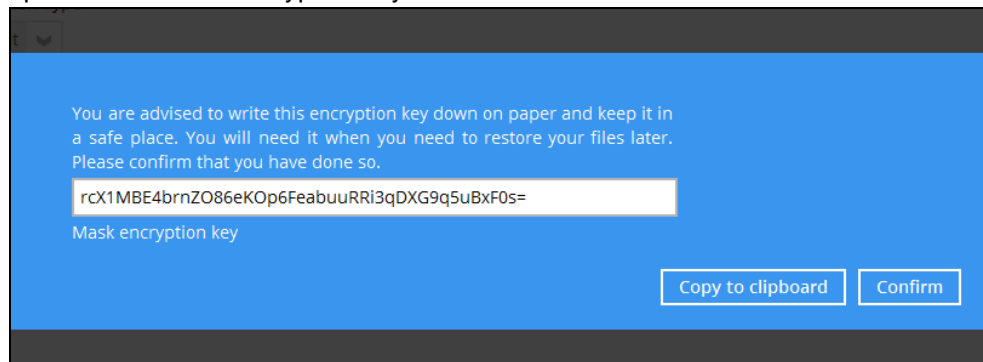 You are advised to write this encryption key down on paper and keep it in
a safe place. You will need it when you need to restore your files later.
Please confirm that you have done so.
rcX1MBE4brnZO86eKOp6FeabuuRRi3qDXG9q5uBxF0s=
Mask encryption key
Copy to clipboard Confirm